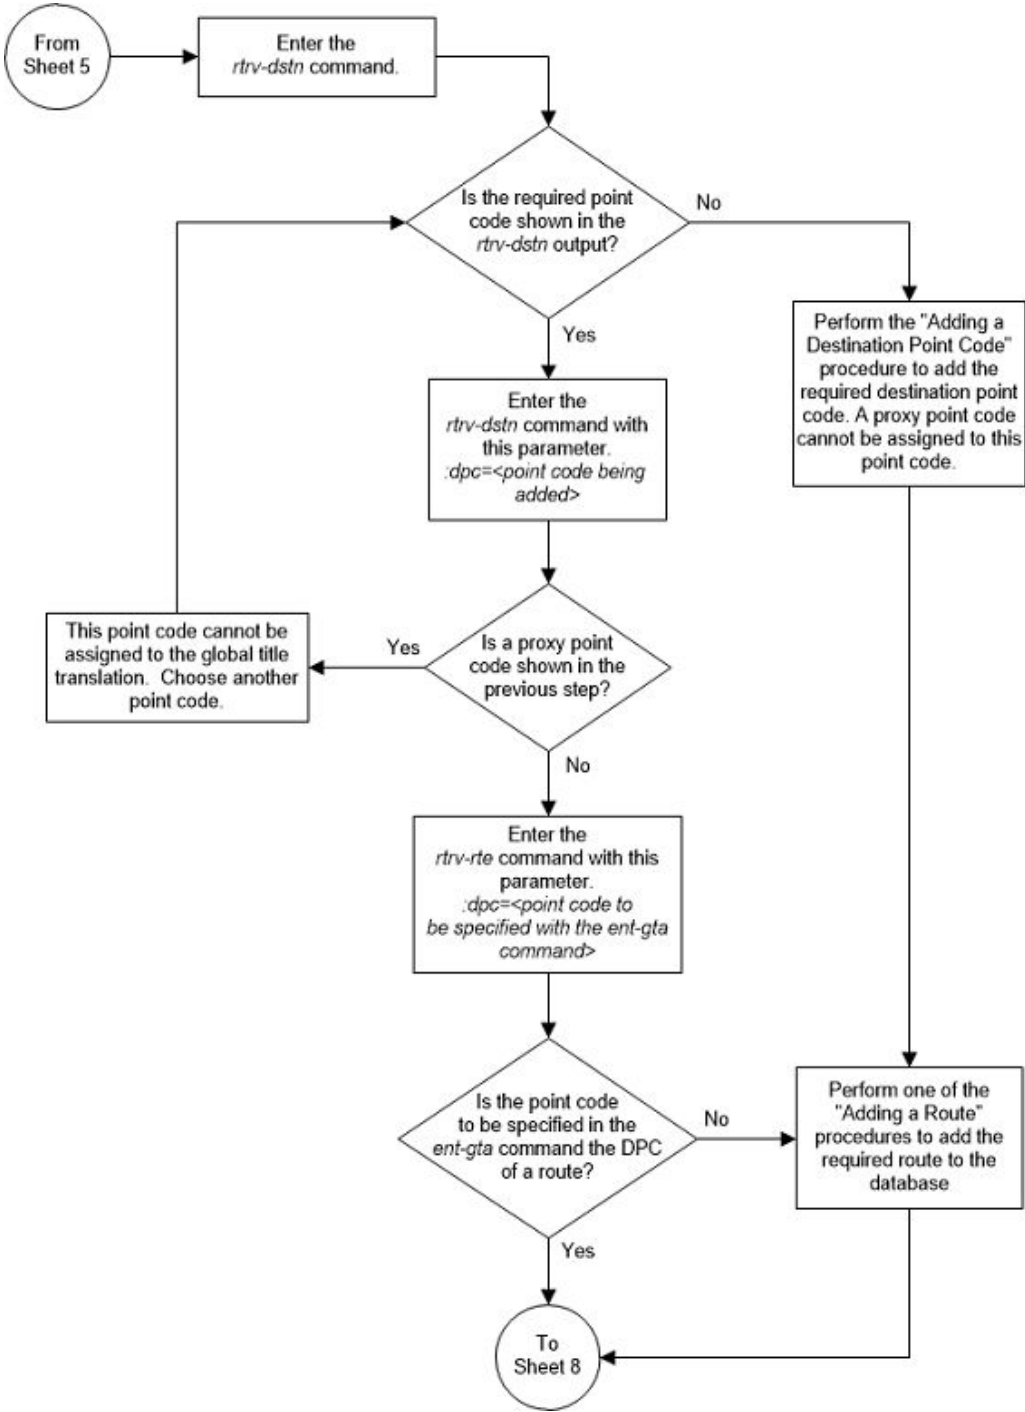 From
Sheet 5
Enter the
rtrv-dstn command.
Is the required point
code shown in the
rtrv-dstn output?
No
Yes
Perform the "Adding a
Destination Point Code"
procedure to add the
required destination point
code. A proxy point code
cannot be assigned to this
point code.
Enter the
rtrv-dstn command with
this parameter.
:dpc=<point code being
added>
This point code cannot be
assigned to the global title
translation. Choose another
point code.
Yes
Is a proxy point
code shown in the
previous step?
No
Enter the
rtrv-rte command with this
parameter.
:dpc=<point code to
be specified with the ent-gta
command>
Is the point code
to be specified in the
ent-gta command the DPC
of a route?
No
Perform one of the
"Adding a Route"
procedures to add the
required route to the
database
Yes
To
Sheet 8